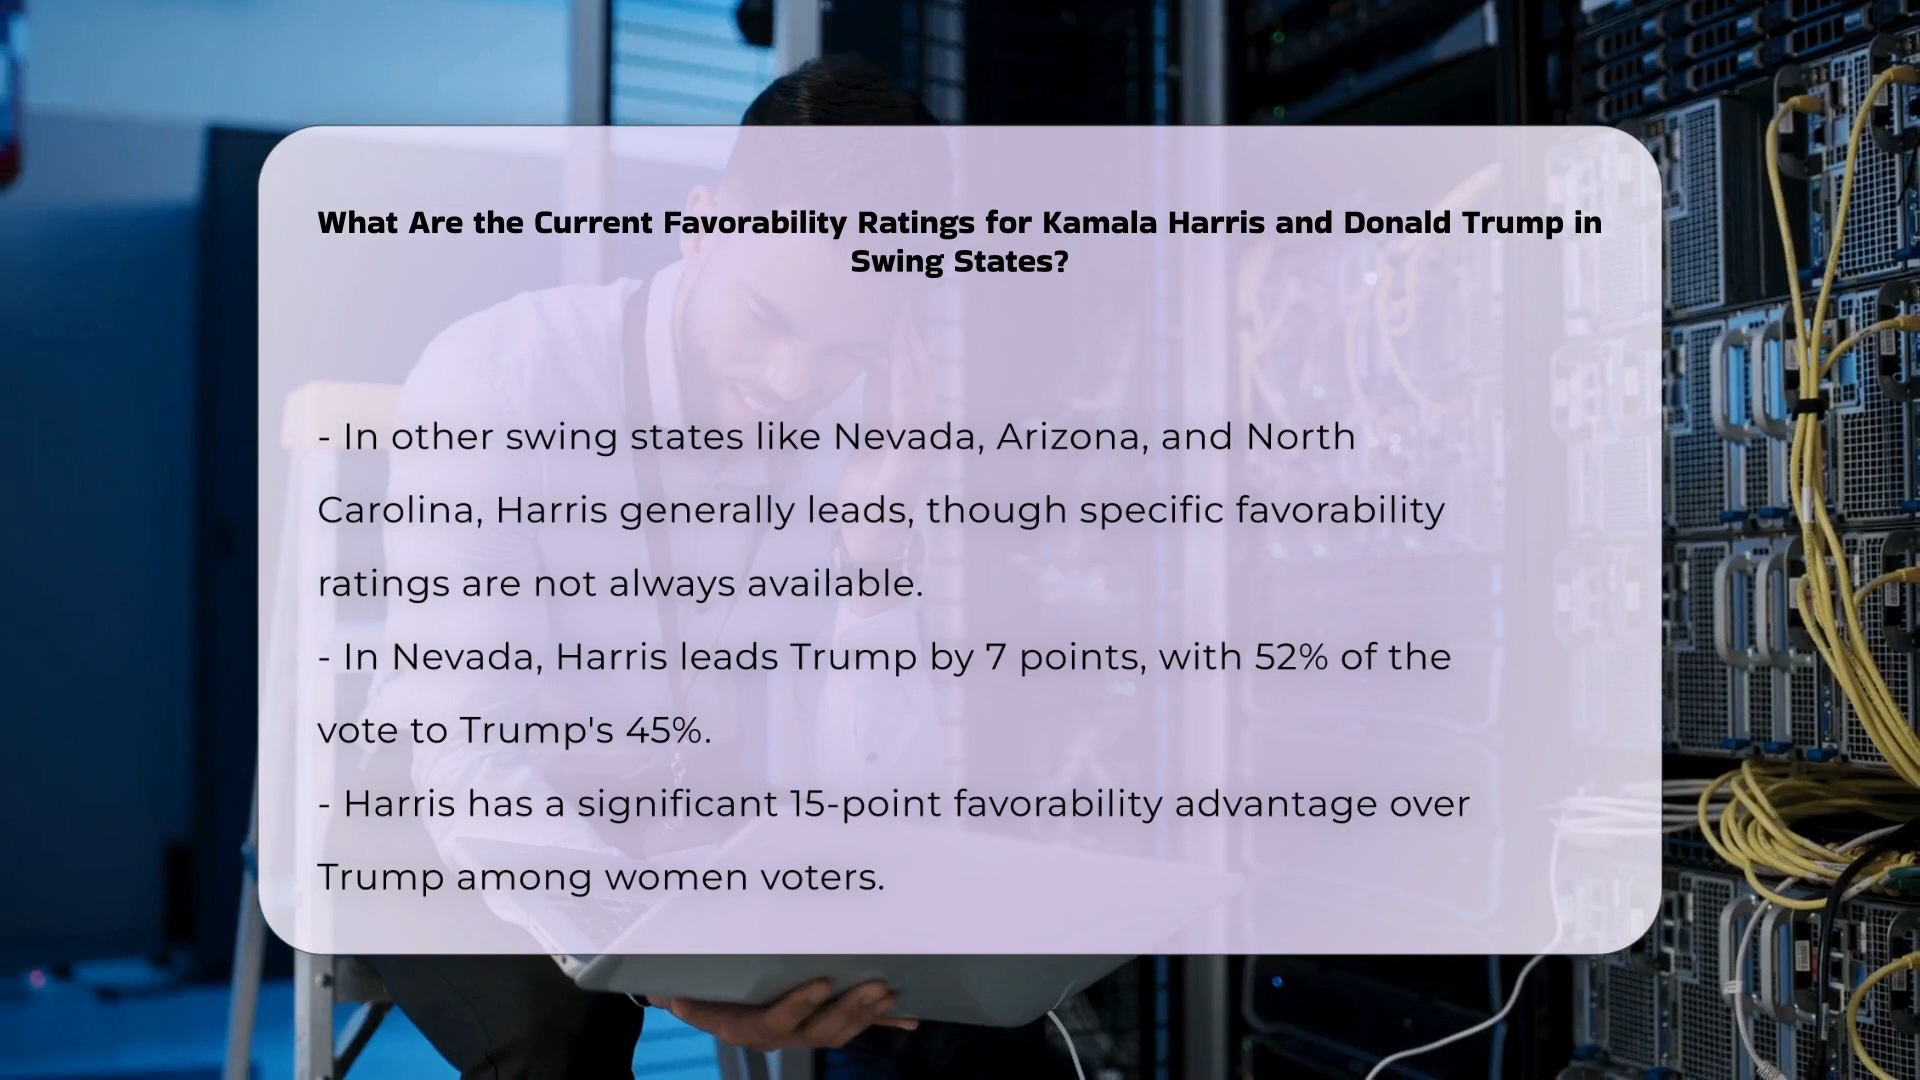 What Are the Current Favorability Ratings for Kamala Harris and Donald Trump in
Swing States?
- In other swing states like Nevada, Arizona, and North
Carolina, Harris generally leads, though specific favorability
ratings are not always available.
- In Nevada, Harris leads Trump by 7 points, with 52% of the
vote to Trump's 45%.
- Harris has a significant 15-point favorability advantage over
Trump among women voters.